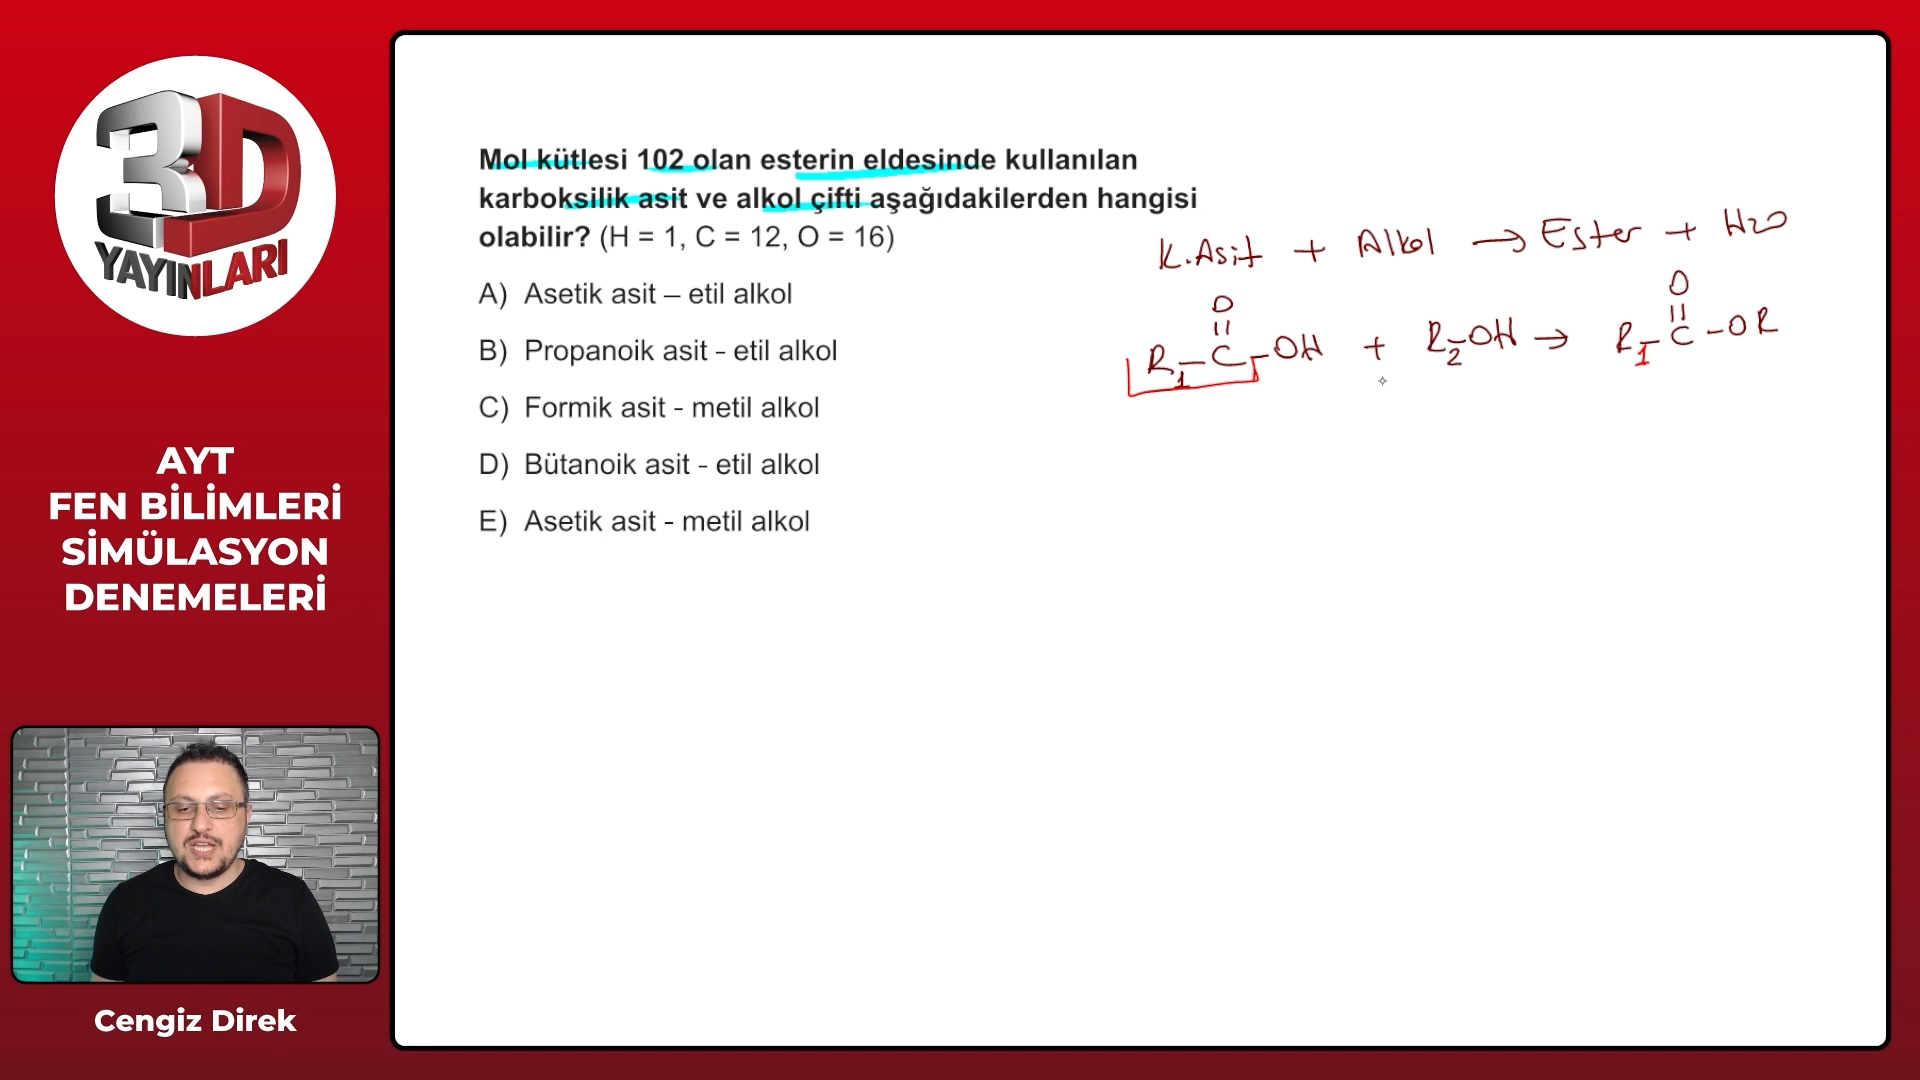 3D
YAYINLARI
AYT
FEN BİLİMLERİ
SİMÜLASYON
DENEMELERİ
Cengiz Direk
Mol kütlesi 102 olan esterin eldesinde kullanılan
karboksilik asit ve alkol çifti aşağıdakilerden hangisi
olabilir? (H = 1, C = 12, O = 16)
A) Asetik asit – etil alkol
B) Propanoik asit - etil alkol
C) Formik asit - metil alkol
D) Bütanoik asit - etil alkol
E) Asetik asit - metil alkol
K.Asit + Alkol → Ester + H2O
O O
|| ||
R1-C-OH + R2-OH → R1-C-OR